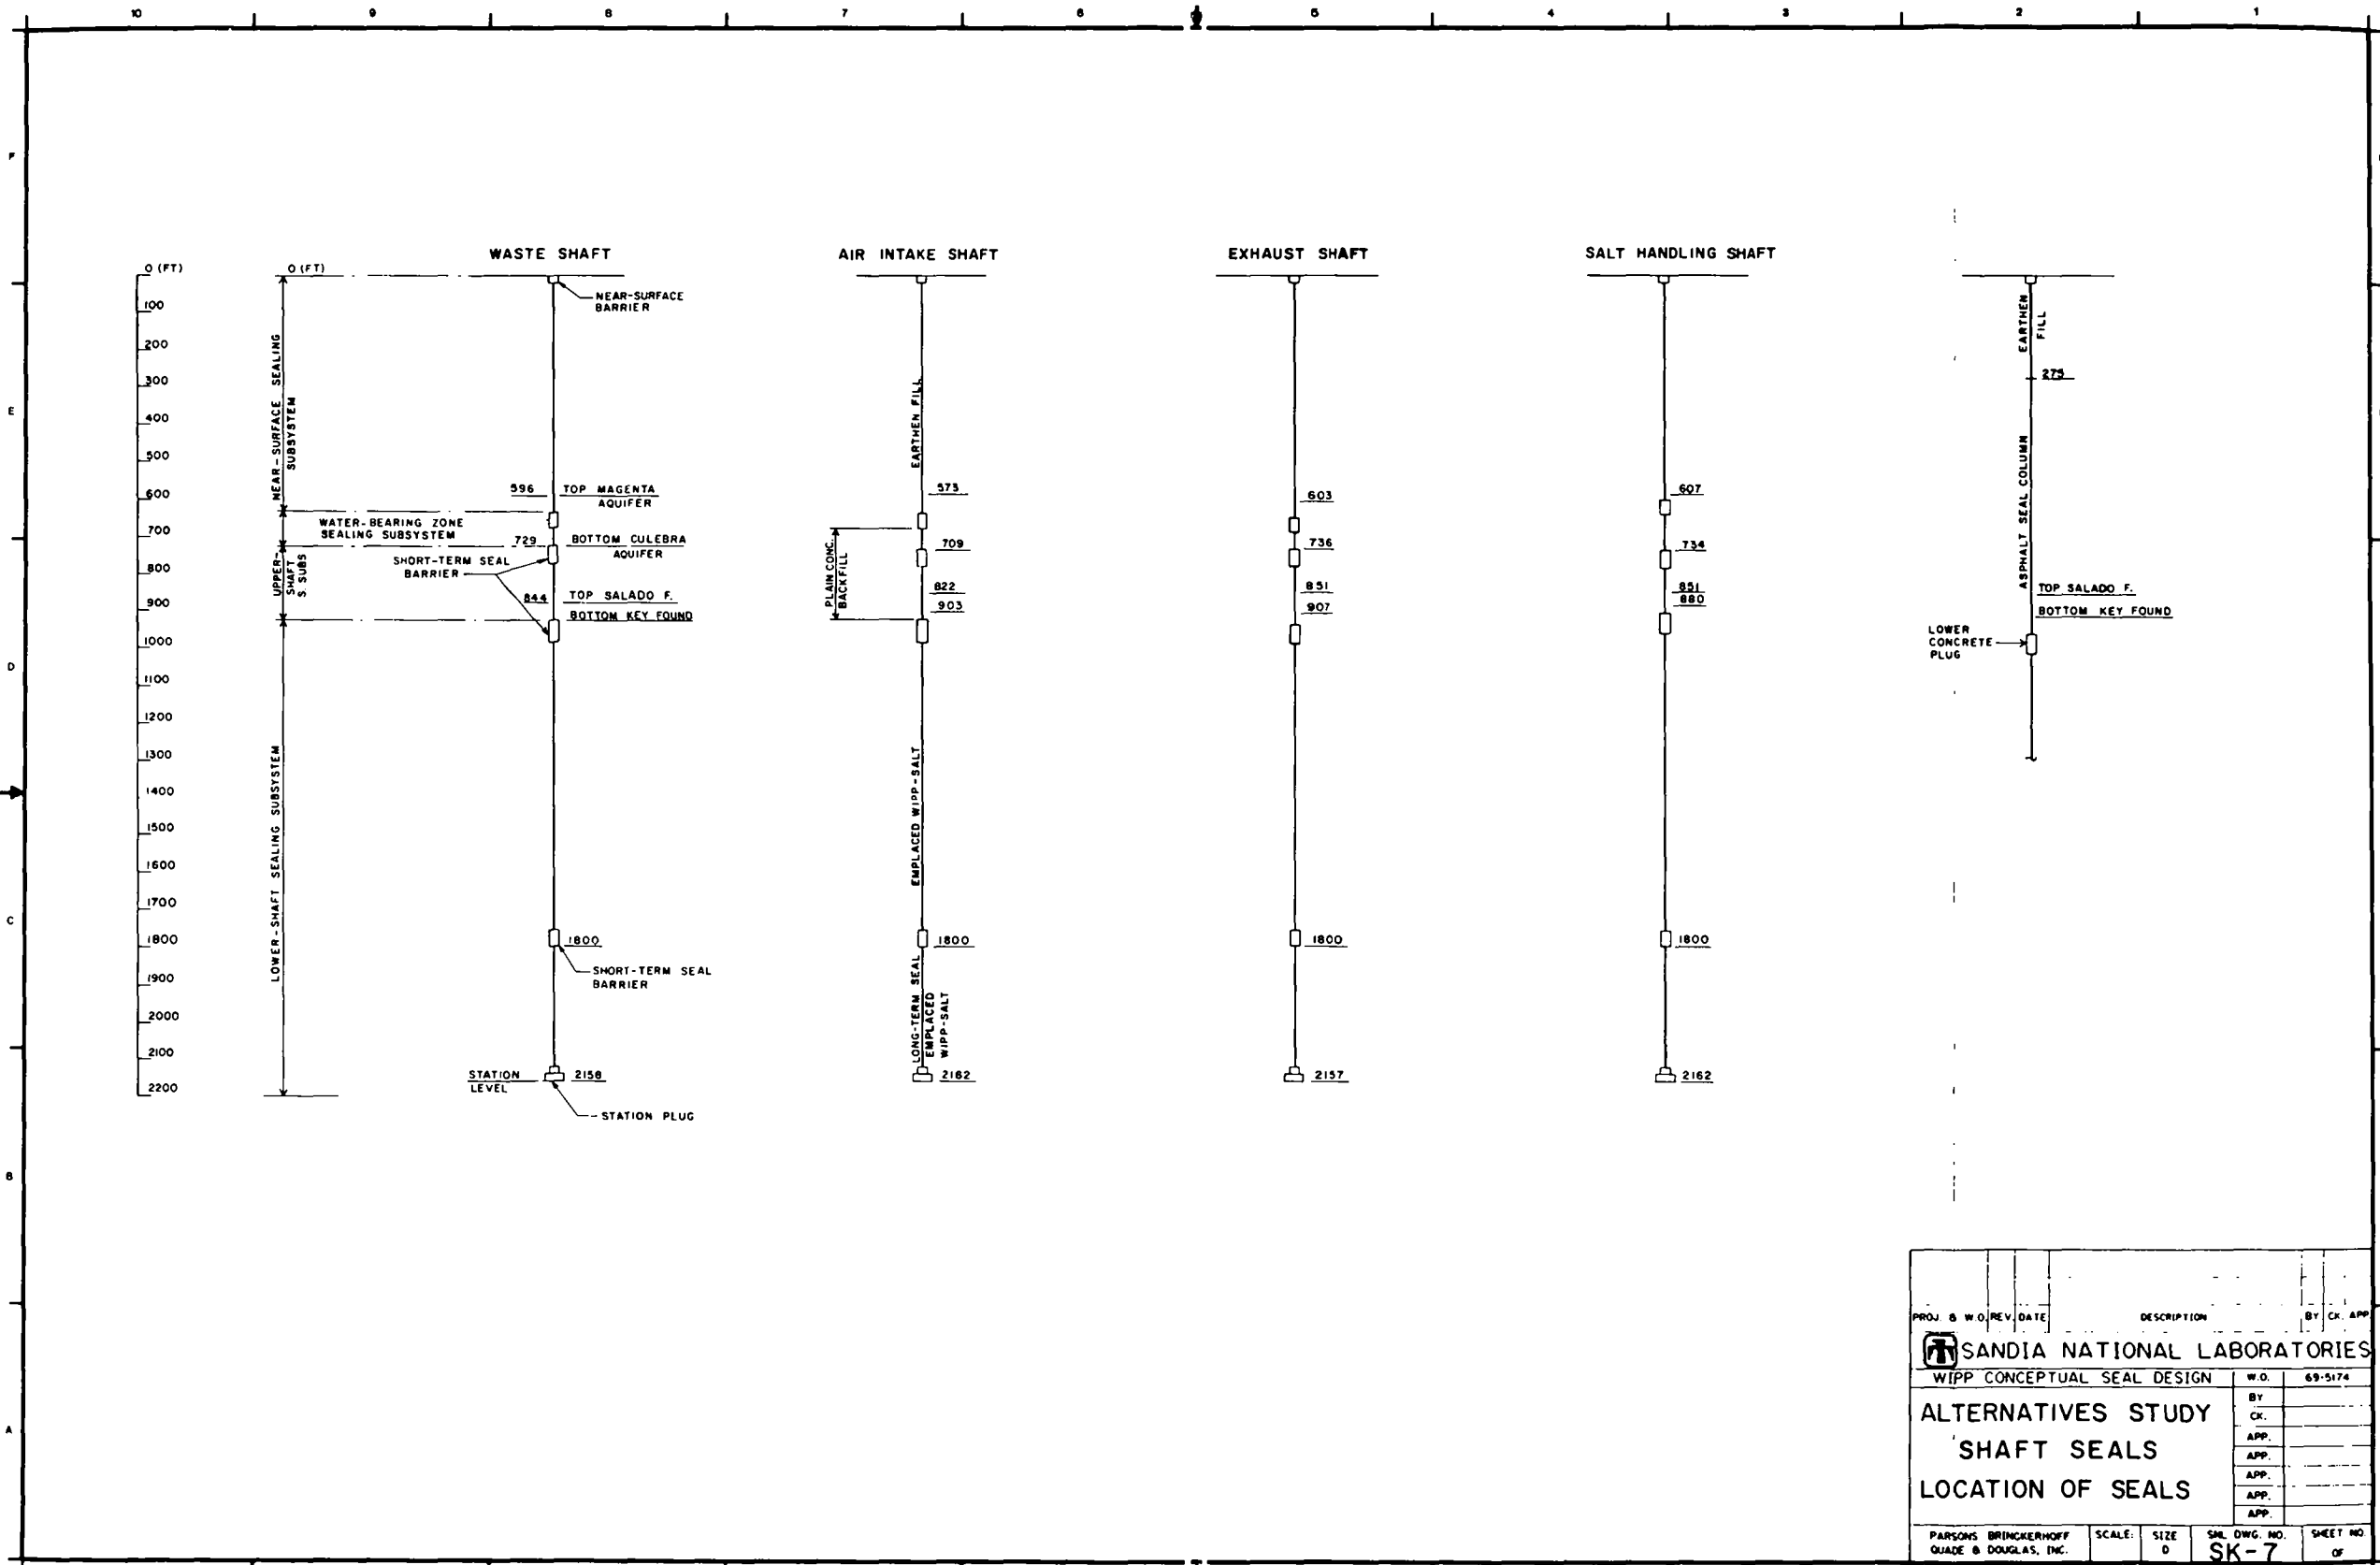 10 9 8 7 6 5 4 3 2 1
F
E
D
C
B
A
WASTE SHAFT
AIR INTAKE SHAFT
EXHAUST SHAFT
SALT HANDLING SHAFT
0 (FT)
100
200
300
400
500
600
700
800
900
1000
1100
1200
1300
1400
1500
1600
1700
1800
1900
2000
2100
2200
0 (FT)
NEAR-SURFACE SEALING
SUBSYSTEM
WATER-BEARING ZONE
SEALING SUBSYSTEM
UPPER-
SHAFT
S. SUBS
LOWER-SHAFT SEALING SUBSYSTEM
NEAR-SURFACE
BARRIER
596 TOP MAGENTA
AQUIFER
729 BOTTOM CULEBRA
AQUIFER
SHORT-TERM SEAL
BARRIER
844 TOP SALADO F.
BOTTOM KEY FOUND
1800
SHORT-TERM SEAL
BARRIER
STATION
LEVEL
2158
STATION PLUG
EARTHEN FILL
573
PLAIN CONC.
BACKFILL
709
822
903
EMPLACED WIPP-SALT
1800
LONG-TERM SEAL
EMPLACED
WIPP-SALT
2162
603
736
851
907
1800
2157
607
734
851
880
1800
2162
EARTHEN
FILL
275
ASPHALT SEAL COLUMN
TOP SALADO F.
BOTTOM KEY FOUND
LOWER
CONCRETE
PLUG
PROJ. & W.O. REV. DATE DESCRIPTION BY CK. APP
SANDIA NATIONAL LABORATORIES
WIPP CONCEPTUAL SEAL DESIGN W.O. 69-5174
ALTERNATIVES STUDY
SHAFT SEALS
LOCATION OF SEALS
BY
CK.
APP.
APP.
APP.
APP.
APP.
PARSONS BRINCKERHOFF
QUADE & DOUGLAS, INC.
SCALE:
SIZE
D
SNL DWG. NO.
SK-7
SHEET NO
OF